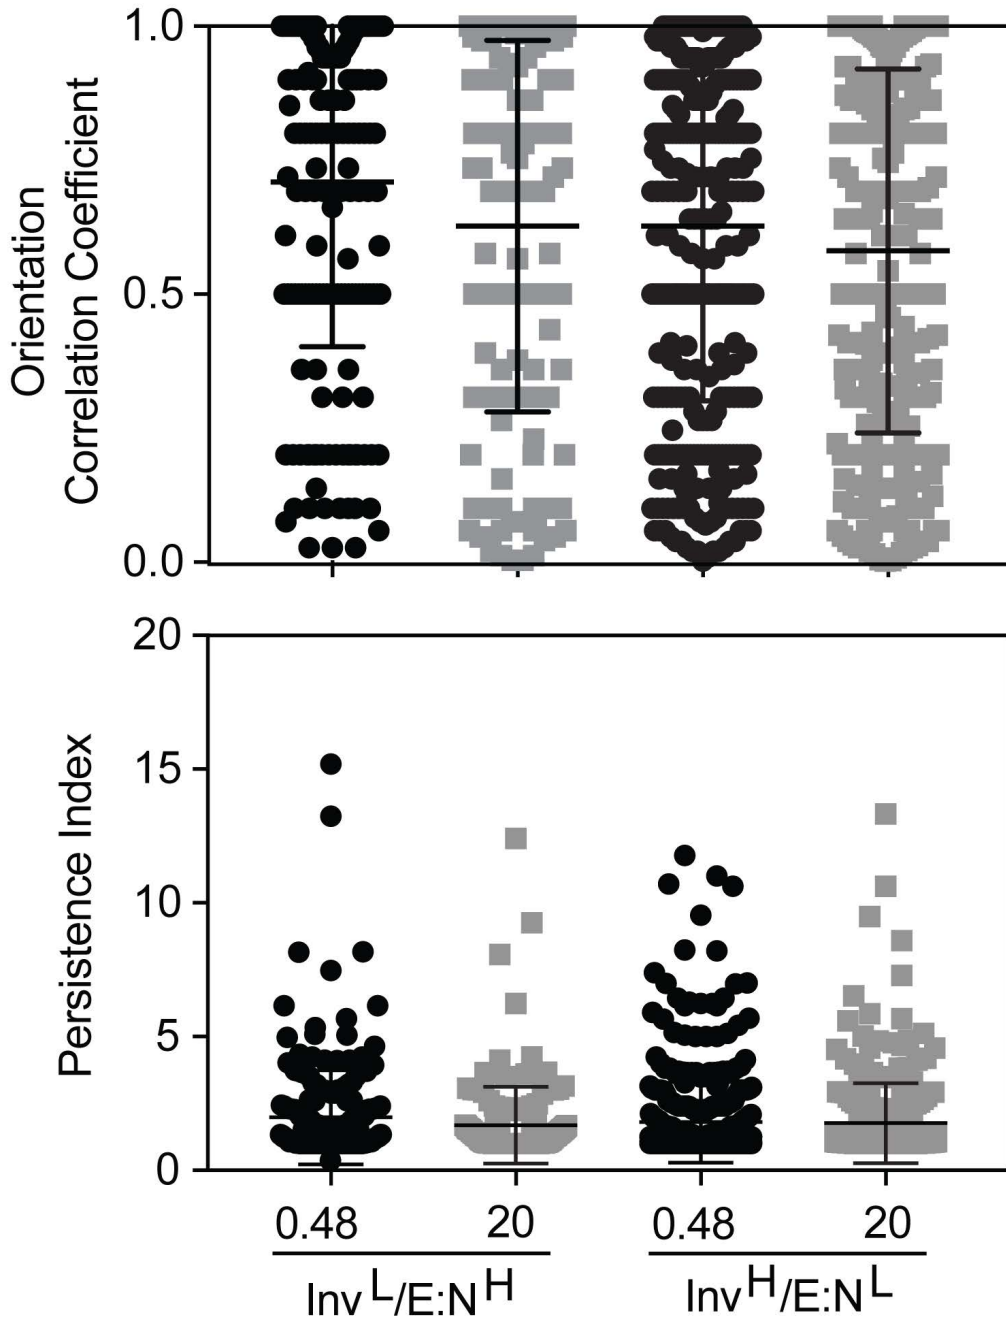 Orientation
Correlation Coefficient
1.0
0.5
0.0
Persistence Index
20
15
10
5
0
0.48 20 0.48 20
Inv L/E:N H Inv H/E:N L